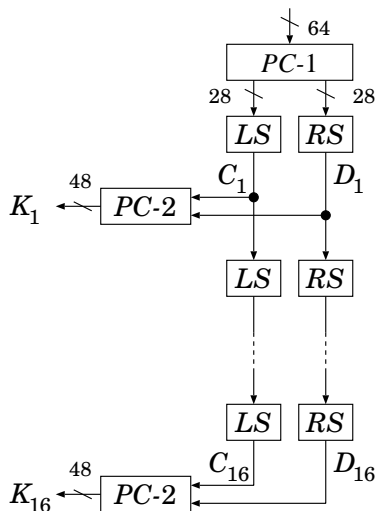 64
PC-1
28 28
LS RS
C₁ D₁
48
K₁ PC-2
LS RS
LS RS
C₁₆ D₁₆
48
K₁₆ PC-2